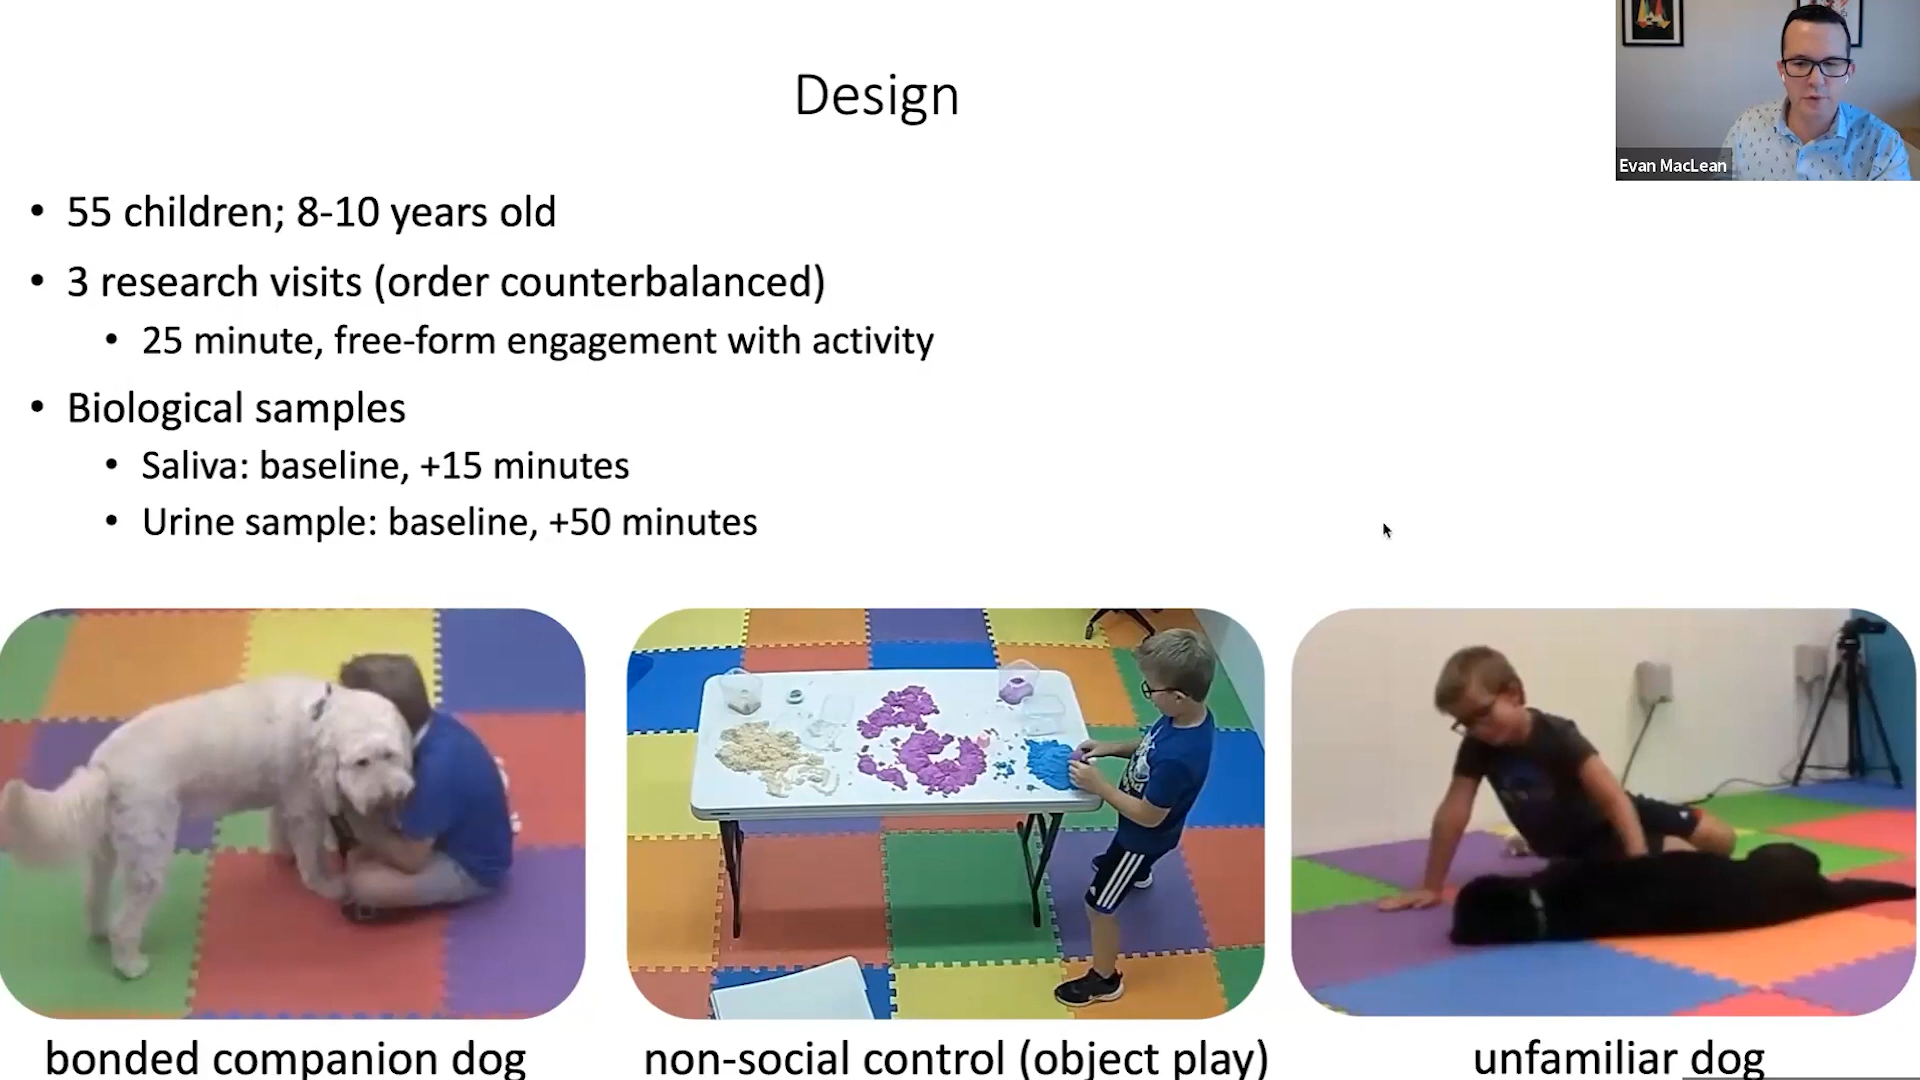 Design
Evan MacLean
• 55 children; 8-10 years old
• 3 research visits (order counterbalanced)
• 25 minute, free-form engagement with activity
• Biological samples
• Saliva: baseline, +15 minutes
• Urine sample: baseline, +50 minutes
bonded companion dog
non-social control (object play)
unfamiliar dog